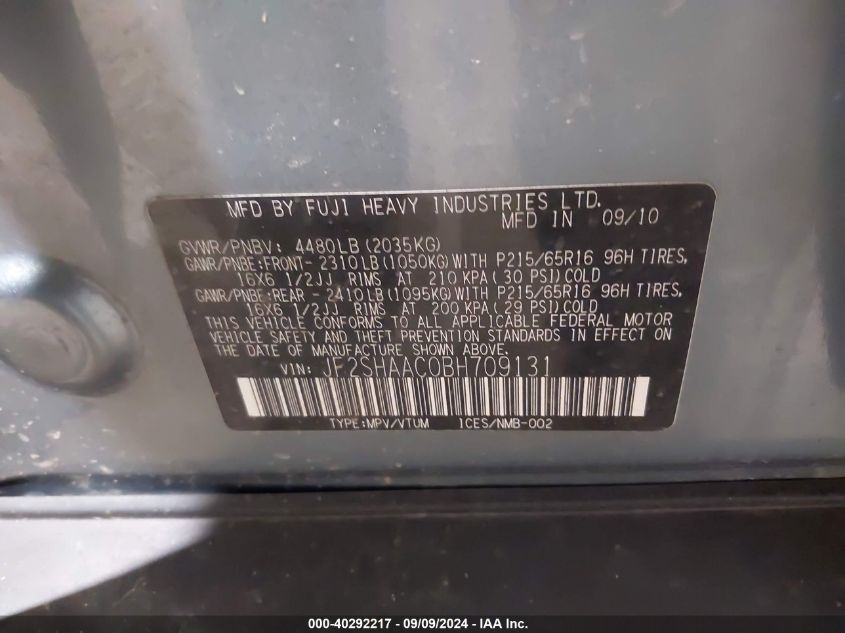 MFD BY FUJI HEAVY INDUSTRIES LTD.
MFD IN 09/10
GVWR/PNBV: 4480LB(2035KG)
GAWR/PNBE:FRONT-2310LB(1050KG)WITH P215/65R16 96H TIRES,
16X6 1/2JJ RIMS AT 210 KPA(30 PSI)COLD
GAWR/PNBE:REAR -2410LB(1095KG)WITH P215/65R16 96H TIRES,
16X6 1/2JJ RIMS AT 200 KPA(29 PSI)COLD
THIS VEHICLE CONFORMS TO ALL APPLICABLE FEDERAL MOTOR
VEHICLE SAFETY AND THEFT PREVENTION STANDARDS IN EFFECT ON
THE DATE OF MANUFACTURE SHOWN ABOVE.
VIN: JF2SHAAC0BH709131
TYPE:MPV/VTUM ICES/NMB-002
000-40292217 - 09/09/2024 - IAA Inc.